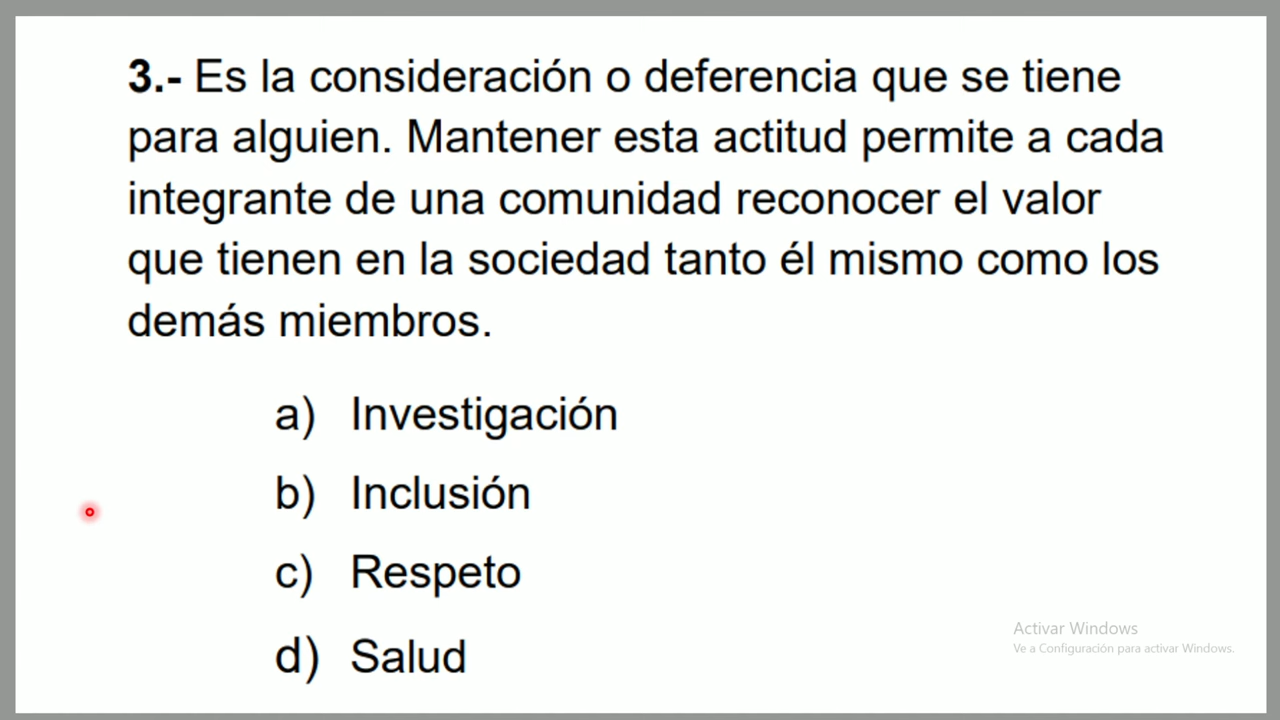 3.- Es la consideración o deferencia que se tiene
para alguien. Mantener esta actitud permite a cada
integrante de una comunidad reconocer el valor
que tienen en la sociedad tanto él mismo como los
demás miembros.
a) Investigación
b) Inclusión
c) Respeto
d) Salud
Activar Windows
Ve a Configuración para activar Windows.